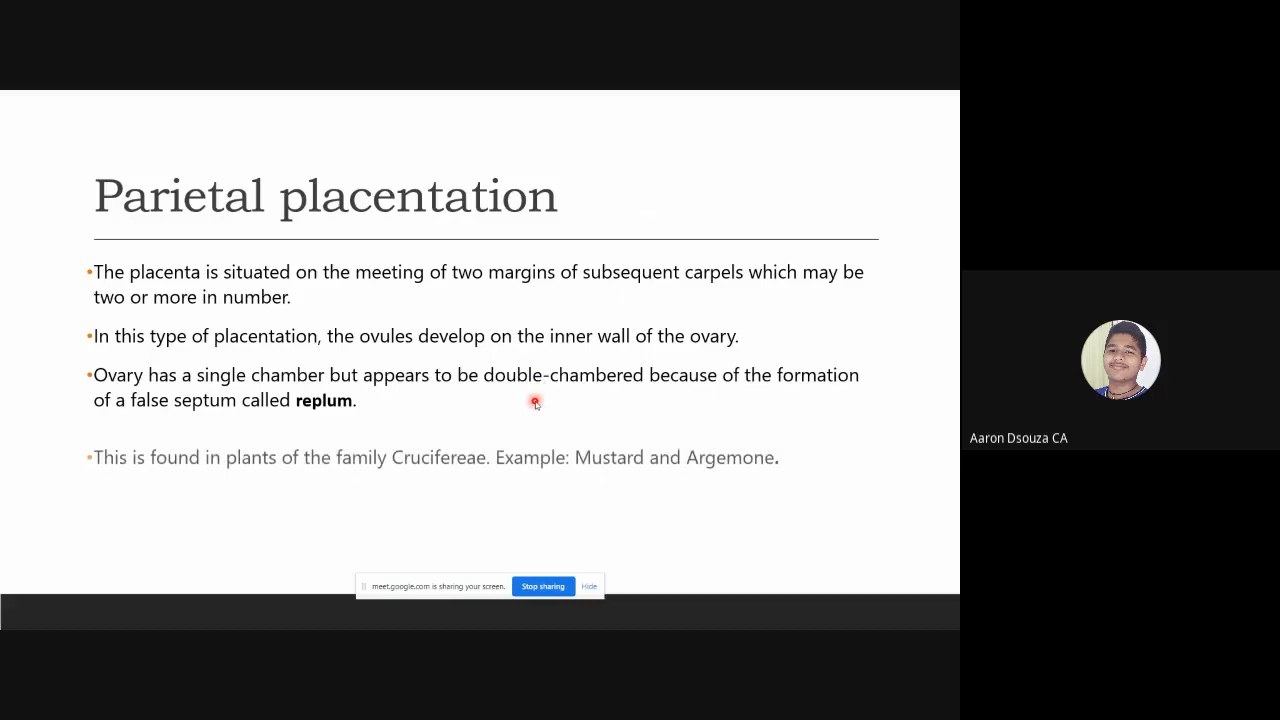 Parietal placentation
•The placenta is situated on the meeting of two margins of subsequent carpels which may be
two or more in number.
•In this type of placentation, the ovules develop on the inner wall of the ovary.
•Ovary has a single chamber but appears to be double-chambered because of the formation
of a false septum called replum.
•This is found in plants of the family Crucifereae. Example: Mustard and Argemone.
meet.google.com is sharing your screen. Stop sharing Hide
Aaron Dsouza CA